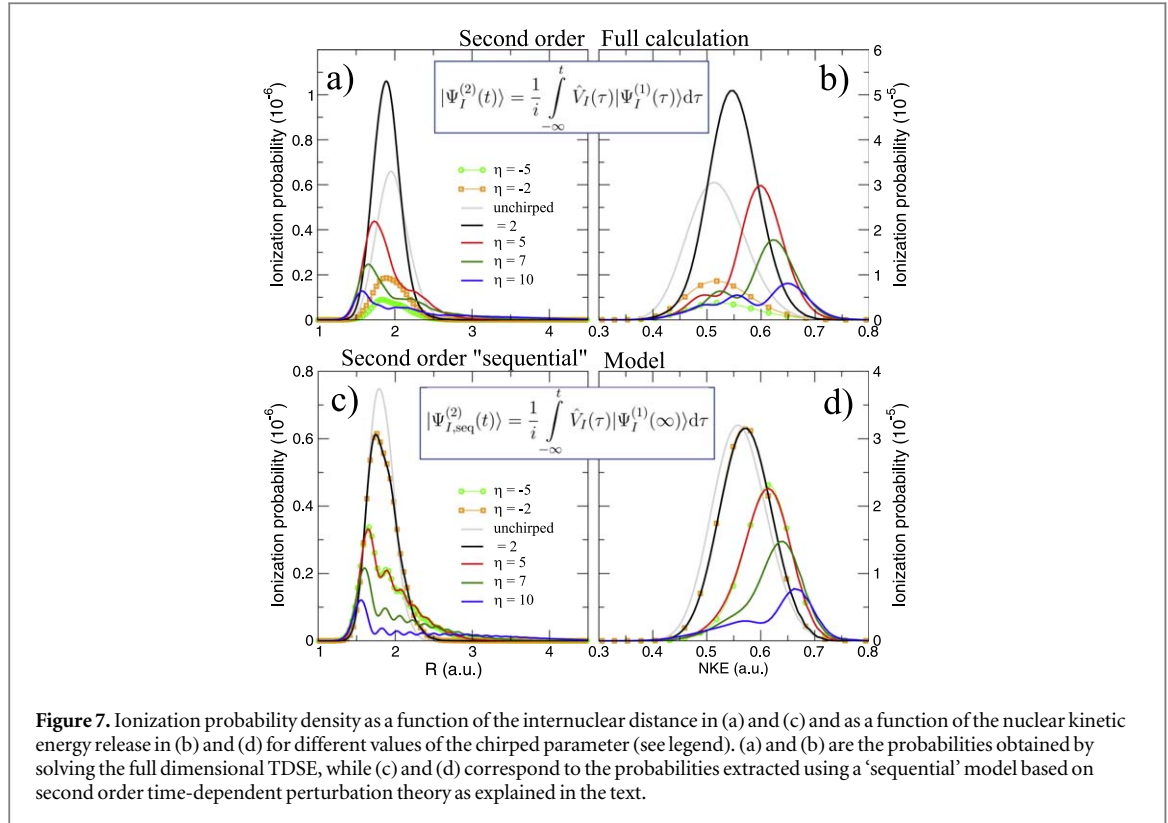 Second order
Full calculation
a)
b)
|Ψ_I^(2)(t)⟩ = 1/i ∫_{-∞}^{t} V̂_I(τ)|Ψ_I^(1)(τ)⟩dτ
Ionization probability (10^-6)
1
0.8
0.6
0.4
0.2
0
η = -5
η = -2
unchirped
= 2
η = 5
η = 7
η = 10
1 2 3 4
6
5
4
3
2
1
0
Ionization probability (10^-5)
0.3 0.4 0.5 0.6 0.7 0.8
Second order "sequential"
Model
c)
d)
|Ψ_{I,seq}^(2)(t)⟩ = 1/i ∫_{-∞}^{t} V̂_I(τ)|Ψ_I^(1)(∞)⟩dτ
Ionization probability (10^-6)
0.8
0.6
0.4
0.2
0
η = -5
η = -2
unchirped
= 2
η = 5
η = 7
η = 10
1 2 3 4
R (a.u.)
4
3
2
1
0
Ionization probability (10^-5)
0.3 0.4 0.5 0.6 0.7 0.8
NKE (a.u.)
Figure 7. Ionization probability density as a function of the internuclear distance in (a) and (c) and as a function of the nuclear kinetic
energy release in (b) and (d) for different values of the chirped parameter (see legend). (a) and (b) are the probabilities obtained by
solving the full dimensional TDSE, while (c) and (d) correspond to the probabilities extracted using a ‘sequential’ model based on
second order time-dependent perturbation theory as explained in the text.